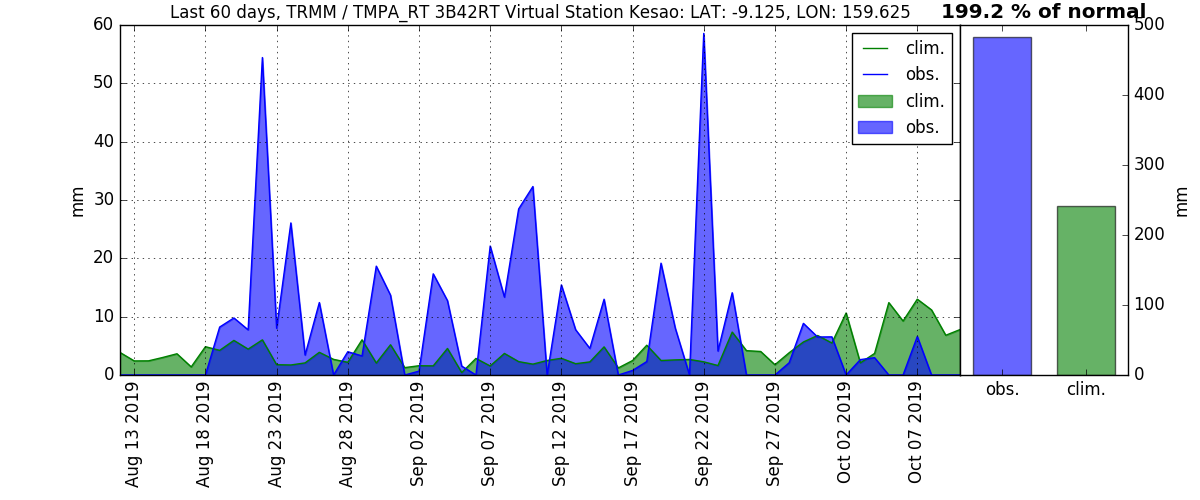 Last 60 days, TRMM / TMPA_RT 3B42RT Virtual Station Kesao: LAT: -9.125, LON: 159.625
199.2 % of normal
60
50
40
30
20
10
0
mm
clim.
obs.
clim.
obs.
500
400
300
200
100
0
mm
Aug 13 2019
Aug 18 2019
Aug 23 2019
Aug 28 2019
Sep 02 2019
Sep 07 2019
Sep 12 2019
Sep 17 2019
Sep 22 2019
Sep 27 2019
Oct 02 2019
Oct 07 2019
obs.
clim.